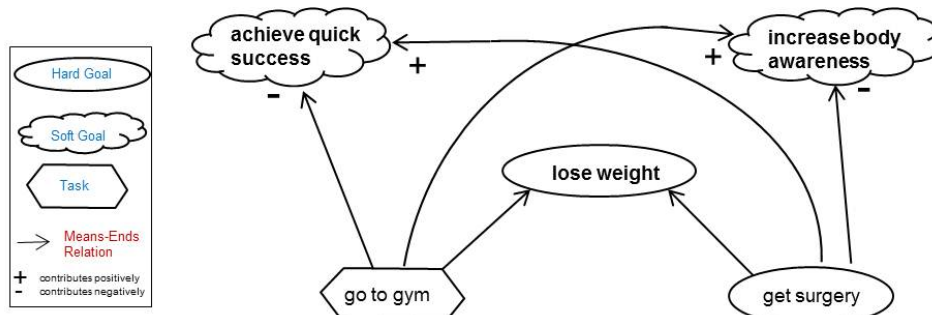 achieve quick
success
increase body
awareness
+
+
-
-
lose weight
go to gym
get surgery
Hard Goal
Soft Goal
Task
Means-Ends
Relation
+ contributes positively
- contributes negatively